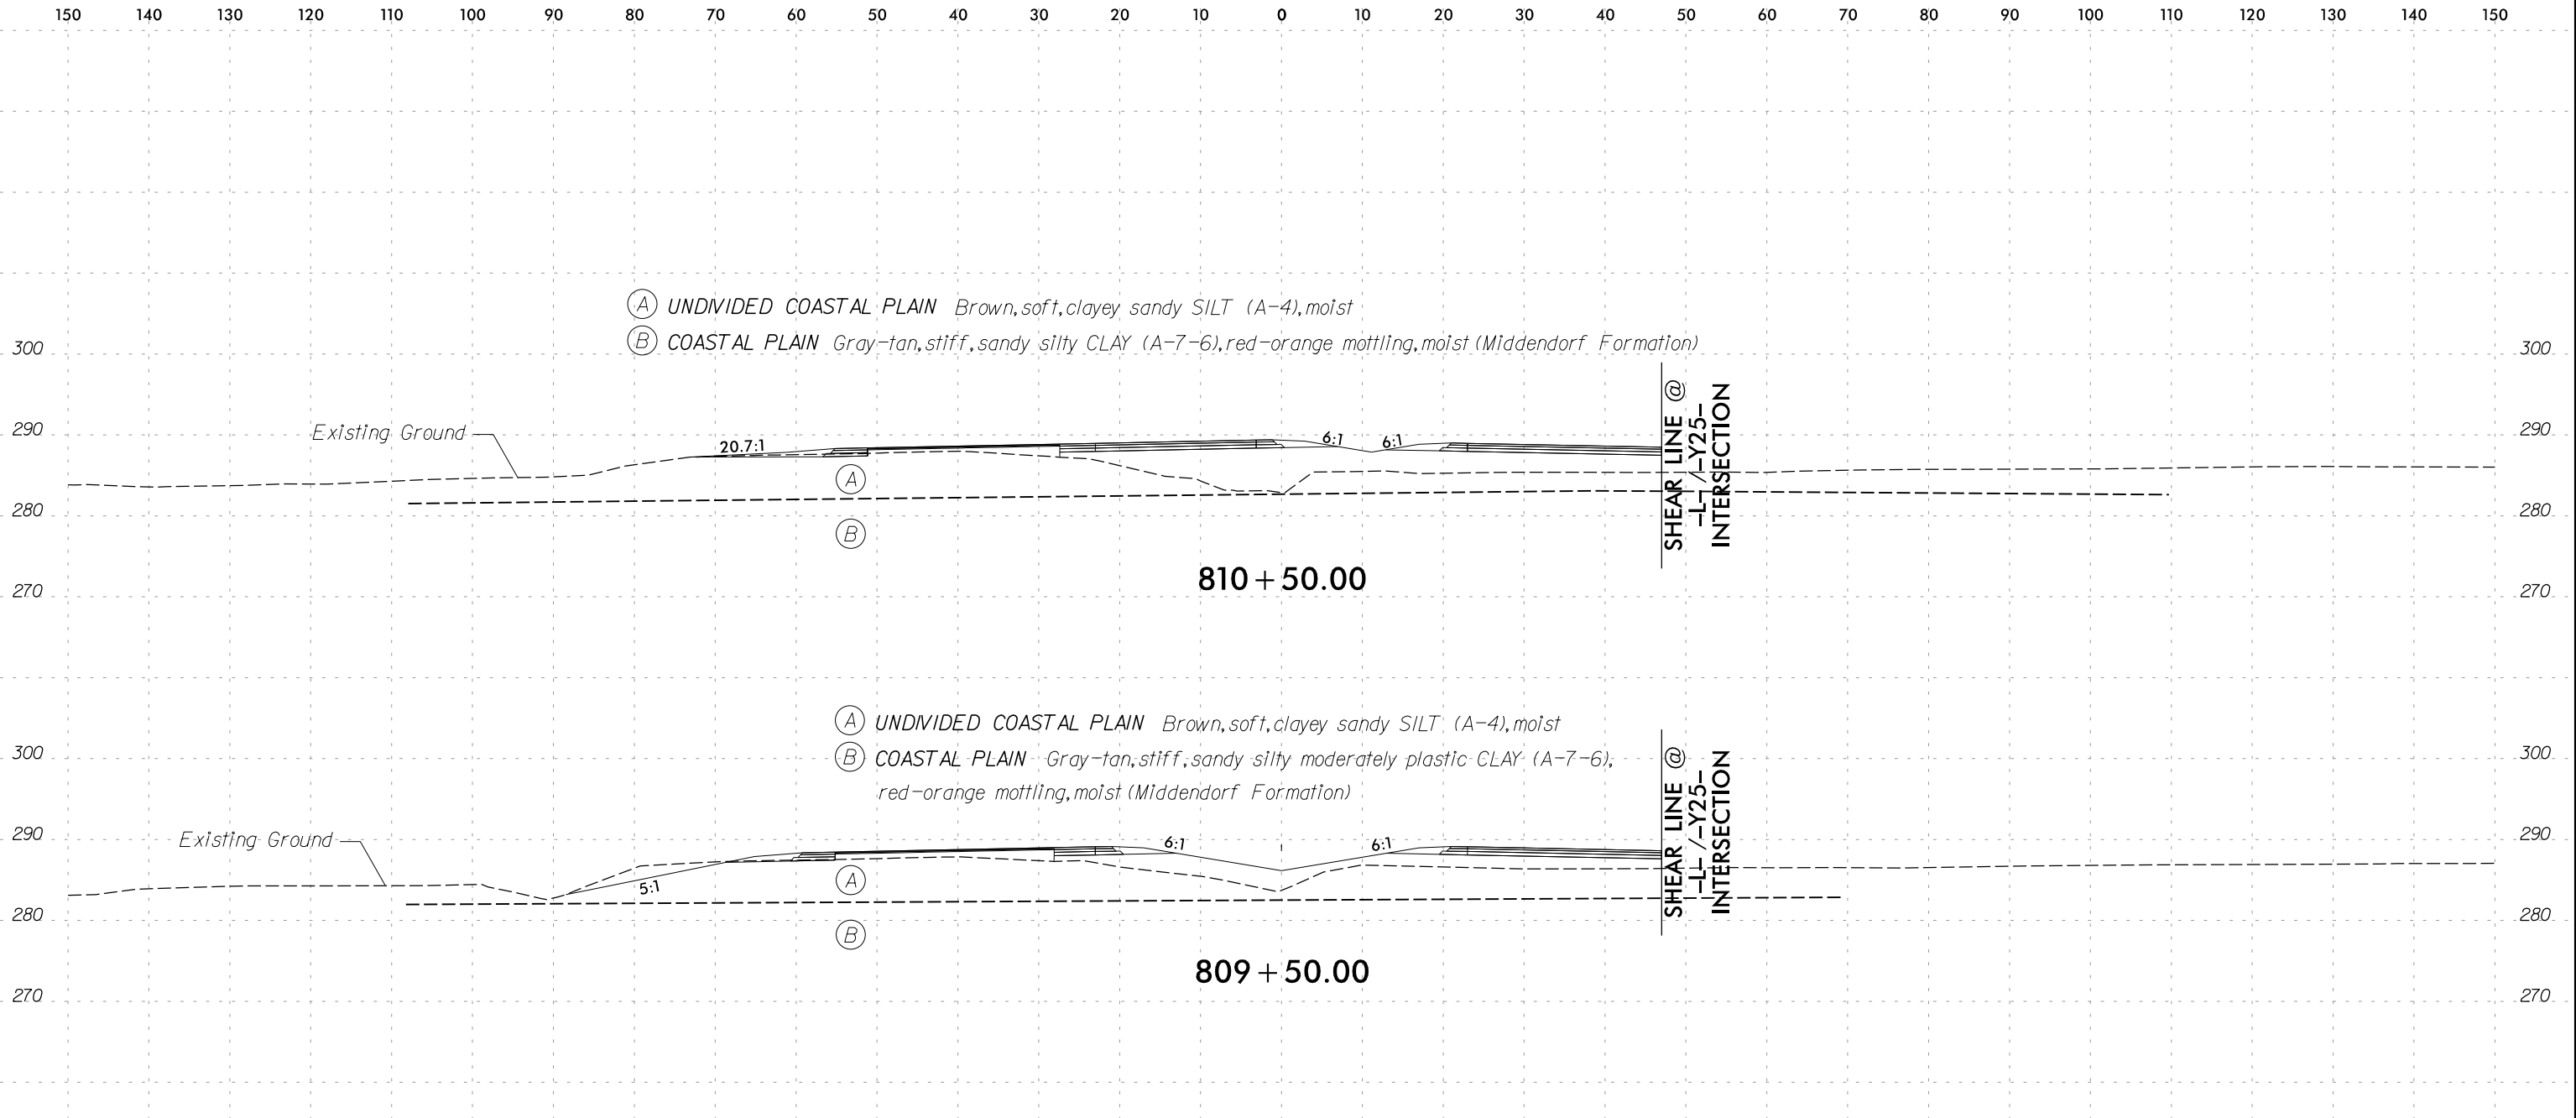 150 140 130 120 110 100 90 80 70 60 50 40 30 20 10 0 10 20 30 40 50 60 70 80 90 100 110 120 130 140 150
A UNDIVIDED COASTAL PLAIN Brown, soft, clayey sandy SILT (A-4), moist
B COASTAL PLAIN Gray-tan, stiff, sandy silty CLAY (A-7-6), red-orange mottling, moist (Middendorf Formation)
300 300
SHEAR LINE @
-L- /-Y25-
INTERSECTION
290 Existing Ground 20.7:1 6:1 6:1 290
A
280 280
B
810+50.00
270 270
A UNDIVIDED COASTAL PLAIN Brown, soft, clayey sandy SILT (A-4), moist
300 B COASTAL PLAIN Gray-tan, stiff, sandy silty moderately plastic CLAY (A-7-6), 300
red-orange mottling, moist (Middendorf Formation)
SHEAR LINE @
-L- /-Y25-
INTERSECTION
290 Existing Ground 6:1 6:1 290
5:1 A
280 280
B
809+50.00
270 270